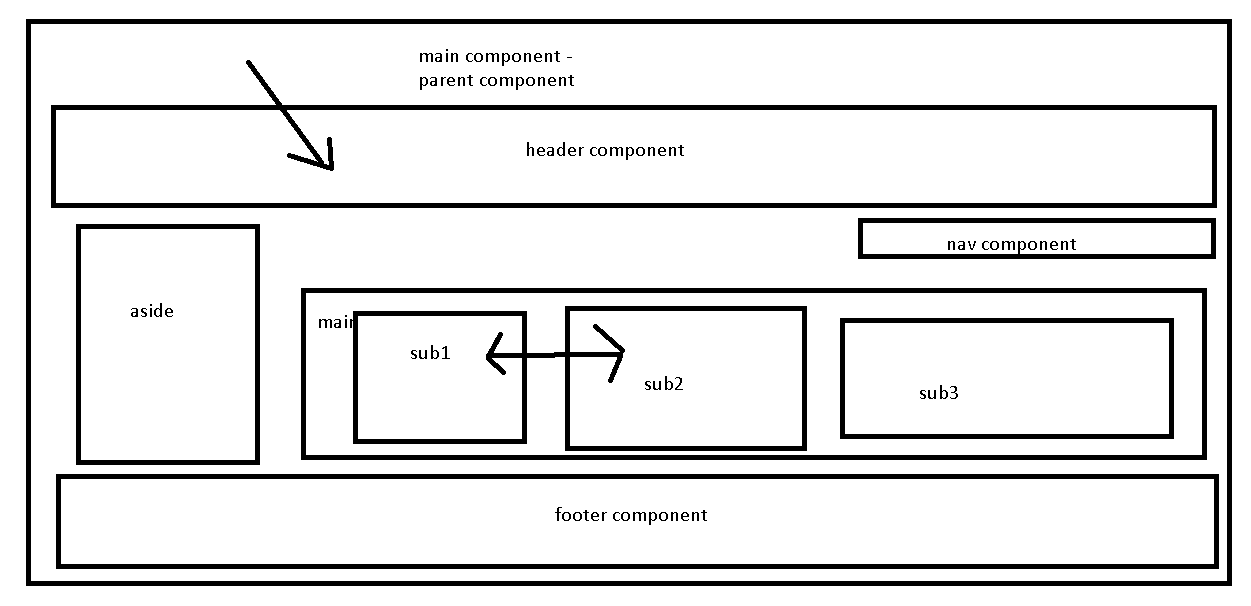 main component -
parent component
header component
nav component
aside
main
sub1
sub2
sub3
footer component